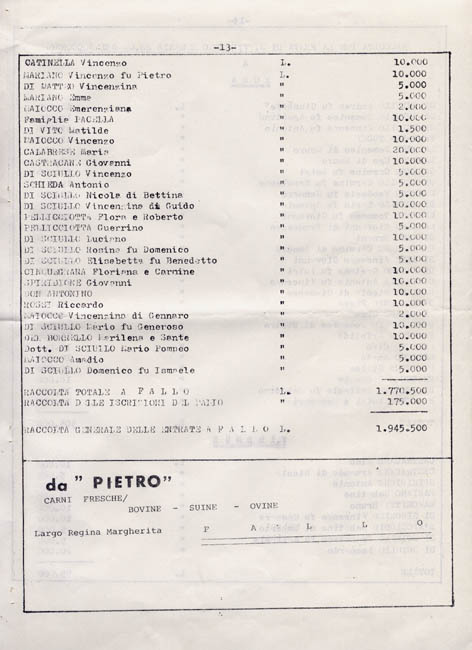 -13-
CATINELLA Vincenzo L. 10.000
MARIANO Vincenzo fu Pietro L. 10.000
DI MATTEO Vincenzina " 5.000
MARIANO Emma " 5.000
MAIOCCO Emerenziana " 2.000
Famiglia PACELLA " 10.000
DI VITO Matilde " 1.500
MAIOCCO Vincenzo " 10.000
CALABRESE Maria " 20.000
CASTRACANE Giovanni " 10.000
DI SCIULLO Vincenzo " 5.000
SCHIEDA Antonio " 5.000
DI SCIULLO Nicola di Bettina " 5.000
DI SCIULLO Vincenzina di Guido " 10.000
PELLICCIOTTA Flora e Roberto " 10.000
PELLICCIOTTA Guerrino " 5.000
DI SCIULLO Luciano " 10.000
DI SCIULLO Rosina fu Domenico " 5.000
DI SCIULLO Elisabetta fu Benedetto " 5.000
CINQUEGRANA Floriana e Carmine " 10.000
Giovanni " 10.000
DON ANTONINO " 10.000
ROSSI Riccardo " 10.000
MAIOCCO Vincenzina di Gennaro " 2.000
DI SCIULLO Mario fu Generoso " 10.000
DEL BORRELLO Marilena e Sante " 10.000
Dott. DI SCIULLO Mario Pompeo " 5.000
MAIOCCO Amadio " 5.000
DI SCIULLO Domenico fu Ismaele " 5.000
RACCOLTA TOTALE A FALLO L. 1.770.500
RACCOLTA DELLE ISCRIZIONI DEL PALIO " 175.000
RACCOLTA GENERALE DELLE ENTRATE A F A L L O L. 1.945.500
da " PIETRO"
CARNI FRESCHE/
BOVINE - SUINE - OVINE
Largo Regina Margherita F A L L O